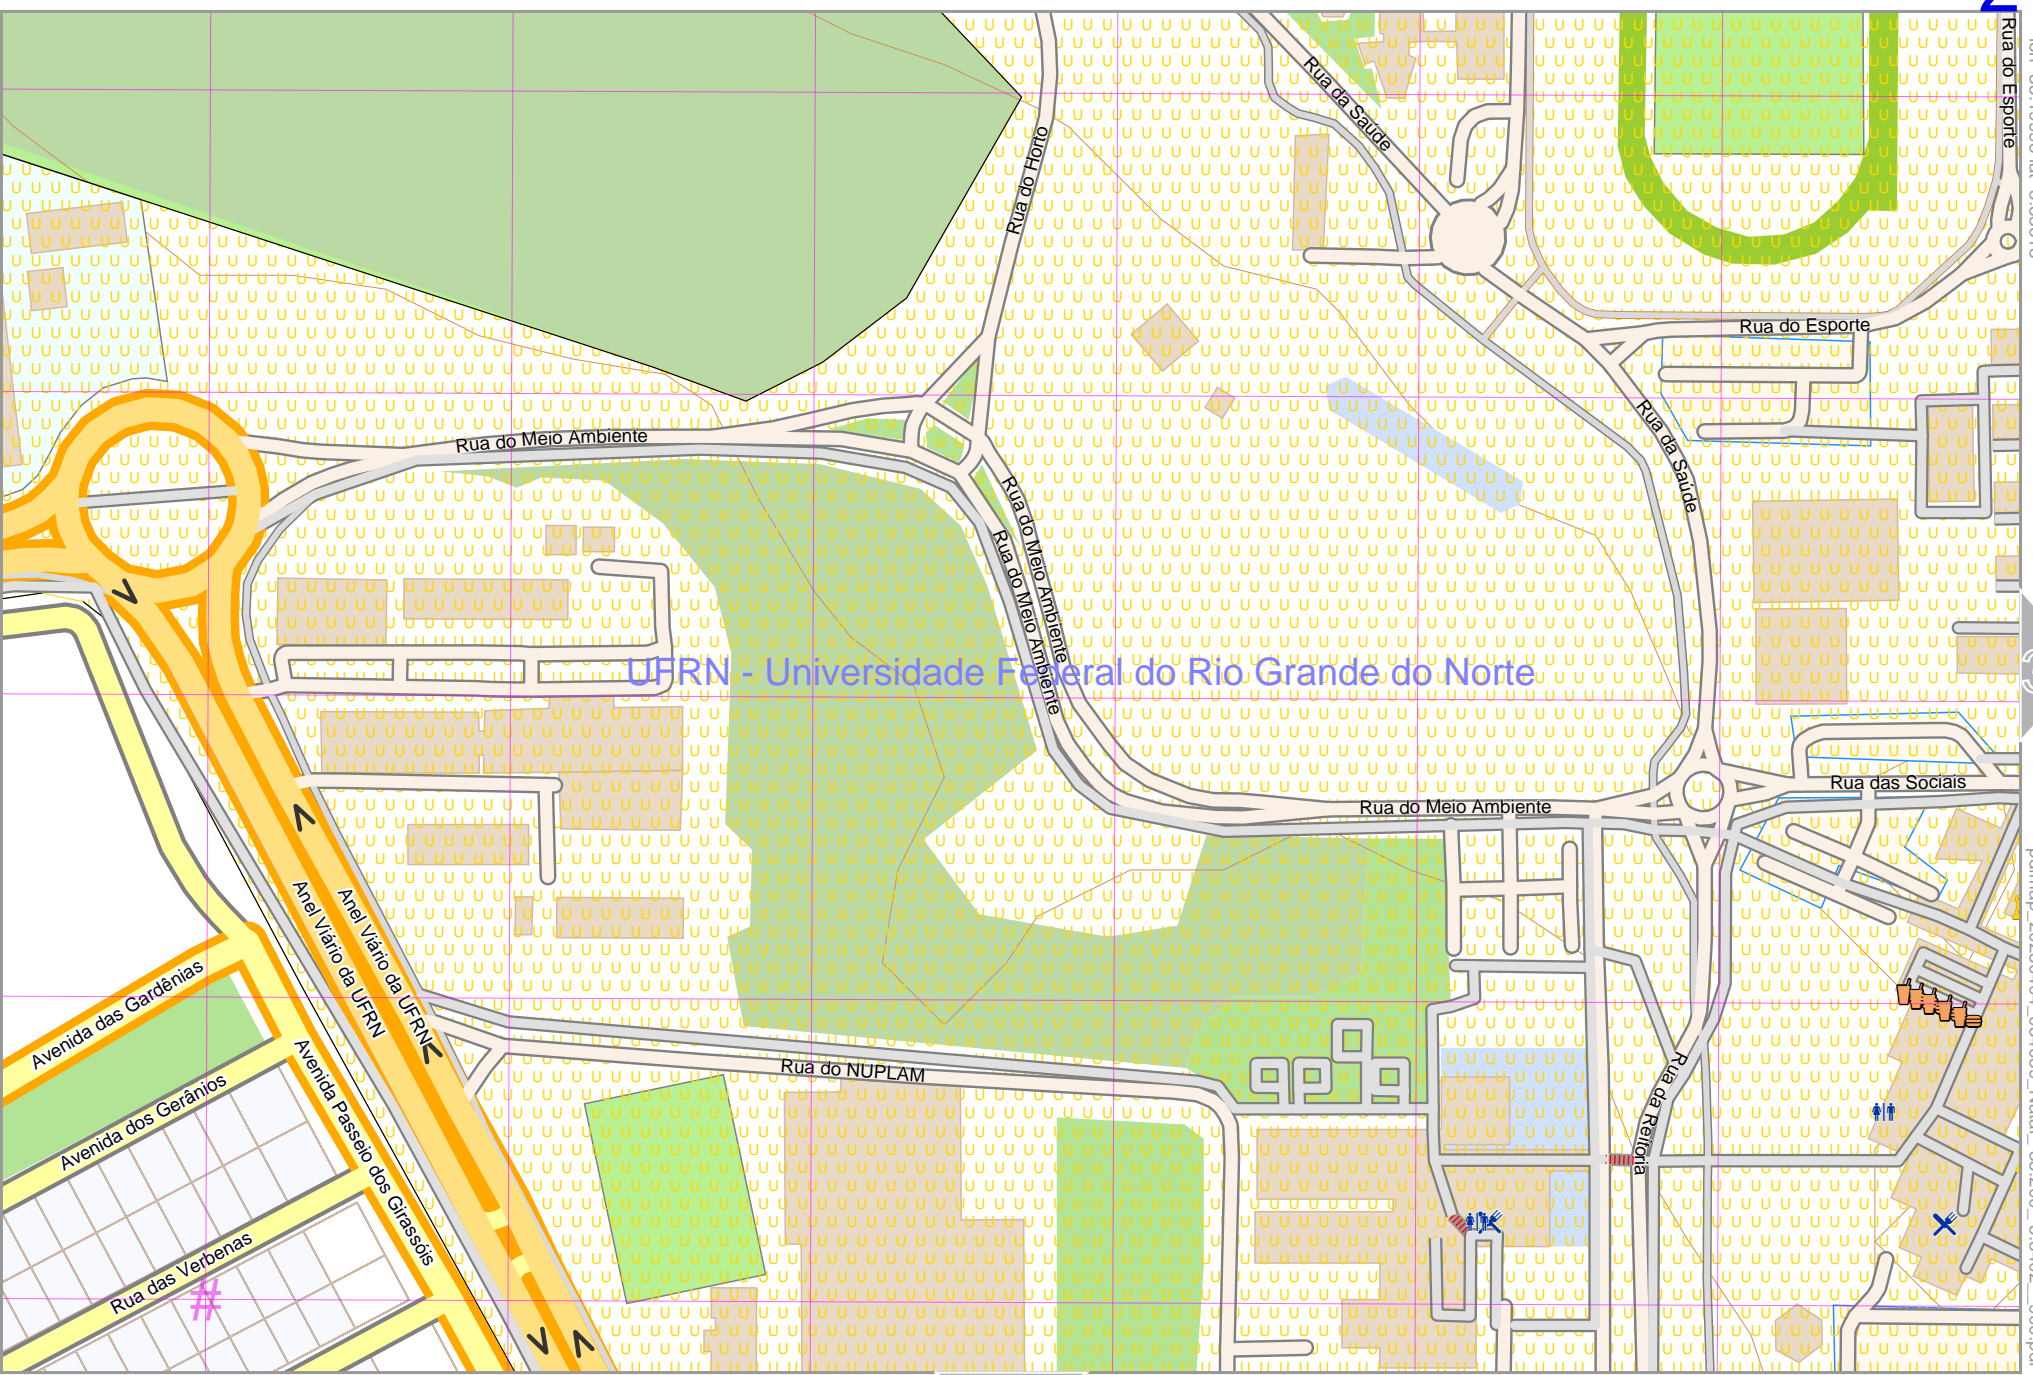 Rua do Esporte
Rua da Saúde
Rua do Horto
Rua do Esporte
Rua da Saúde
Rua do Meio Ambiente
Rua do Meio Ambiente
Rua do Meio Ambiente
UFRN - Universidade Federal do Rio Grande do Norte
Rua das Sociais
Rua do Meio Ambiente
Anel Viário da UFRN
Anel Viário da UFRN
Avenida das Gardênias
Rua do NUPLAM
Avenida dos Gerânios
Avenida Passeio dos Girassóis
Rua da Reitoria
Rua das Verbenas
#